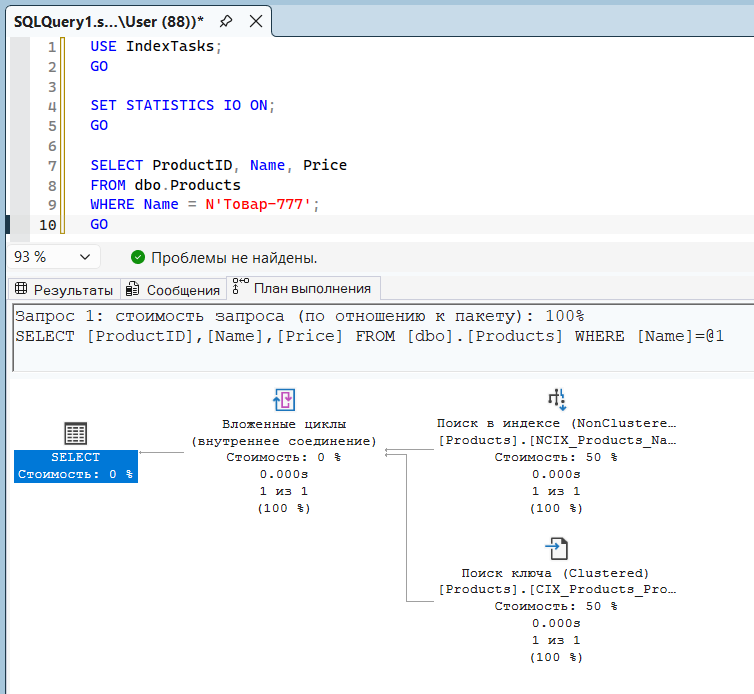 SQLQuery1.s...\User (88))*
1 USE IndexTasks;
2 GO
3
4 SET STATISTICS IO ON;
5 GO
6
7 SELECT ProductID, Name, Price
8 FROM dbo.Products
9 WHERE Name = N'Товар-777';
10 GO
93 %
Проблемы не найдены.
Результаты Сообщения План выполнения
Запрос 1: стоимость запроса (по отношению к пакету): 100%
SELECT [ProductID],[Name],[Price] FROM [dbo].[Products] WHERE [Name]=@1
SELECT
Стоимость: 0 %
Вложенные циклы
(внутреннее соединение)
Стоимость: 0 %
0.000s
1 из 1
(100 %)
Поиск в индексе (NonClustere…
[Products].[NCIX_Products_Na…
Стоимость: 50 %
0.000s
1 из 1
(100 %)
Поиск ключа (Clustered)
[Products].[CIX_Products_Pro…
Стоимость: 50 %
0.000s
1 из 1
(100 %)